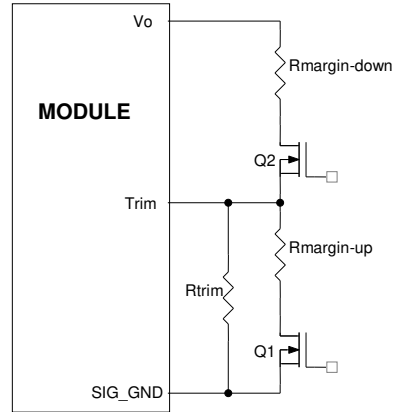 Vo
Rmargin-down
MODULE
Q2
Trim
Rmargin-up
Rtrim
Q1
SIG_GND